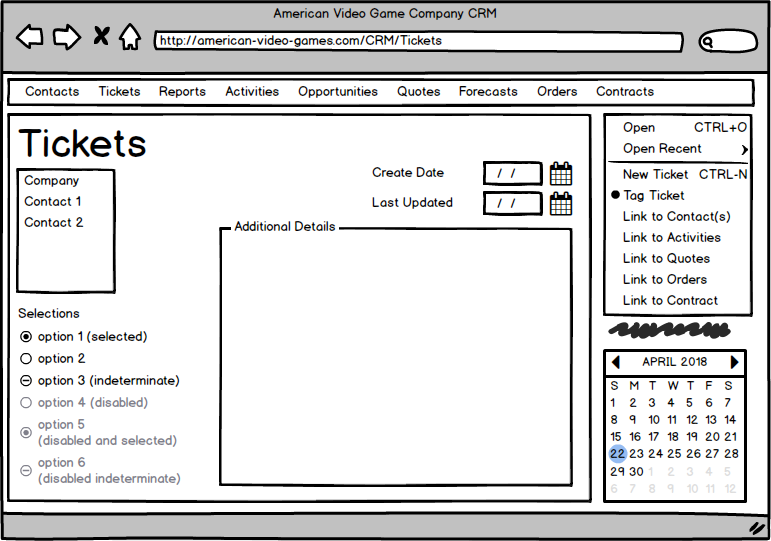 American Video Game Company CRM
http://american-video-games.com/CRM/Tickets
Contacts Tickets Reports Activities Opportunities Quotes Forecasts Orders Contracts
Tickets
Company
Contact 1
Contact 2
Create Date / /
Last Updated / /
Additional Details
Selections
option 1 (selected)
option 2
option 3 (indeterminate)
option 4 (disabled)
option 5
(disabled and selected)
option 6
(disabled indeterminate)
Open CTRL+O
Open Recent
New Ticket CTRL-N
Tag Ticket
Link to Contact(s)
Link to Activities
Link to Quotes
Link to Orders
Link to Contract
APRIL 2018
S M T W T F S
1 2 3 4 5 6 7
8 9 10 11 12 13 14
15 16 17 18 19 20 21
22 23 24 25 26 27 28
29 30 1 2 3 4 5
6 7 8 9 10 11 12